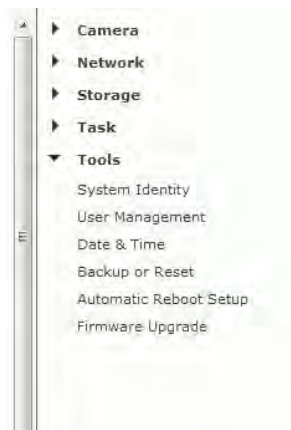 Camera
Network
Storage
Task
Tools
System Identity
User Management
Date & Time
Backup or Reset
Automatic Reboot Setup
Firmware Upgrade